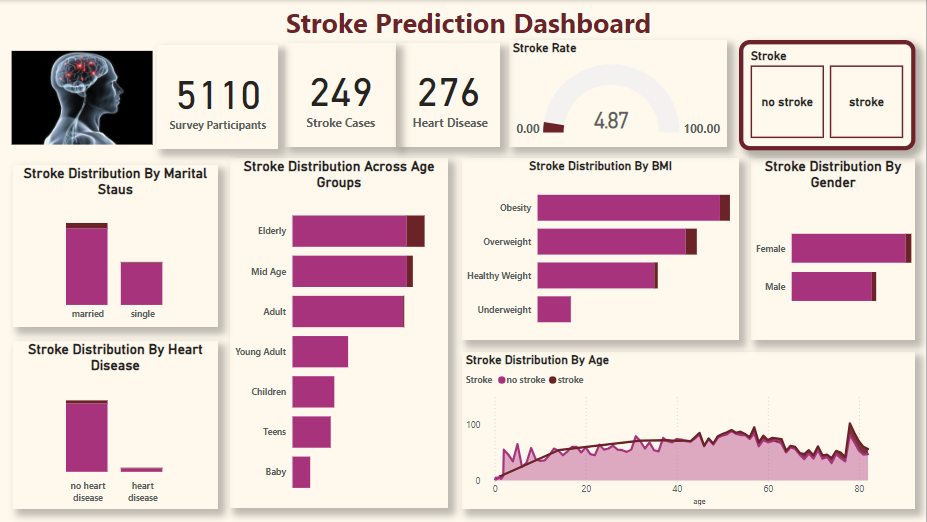 Stroke Prediction Dashboard
5110
Survey Participants
249
Stroke Cases
276
Heart Disease
Stroke Rate
0.00
4.87
100.00
Stroke
no stroke
stroke
Stroke Distribution By Marital
Staus
married
single
Stroke Distribution Across Age
Groups
Elderly
Mid Age
Adult
Young Adult
Children
Teens
Baby
Stroke Distribution By BMI
Obesity
Overweight
Healthy Weight
Underweight
Stroke Distribution By
Gender
Female
Male
Stroke Distribution By Heart
Disease
no heart
disease
heart
disease
Stroke Distribution By Age
Stroke no stroke stroke
100
0
0 20 40 60 80
age